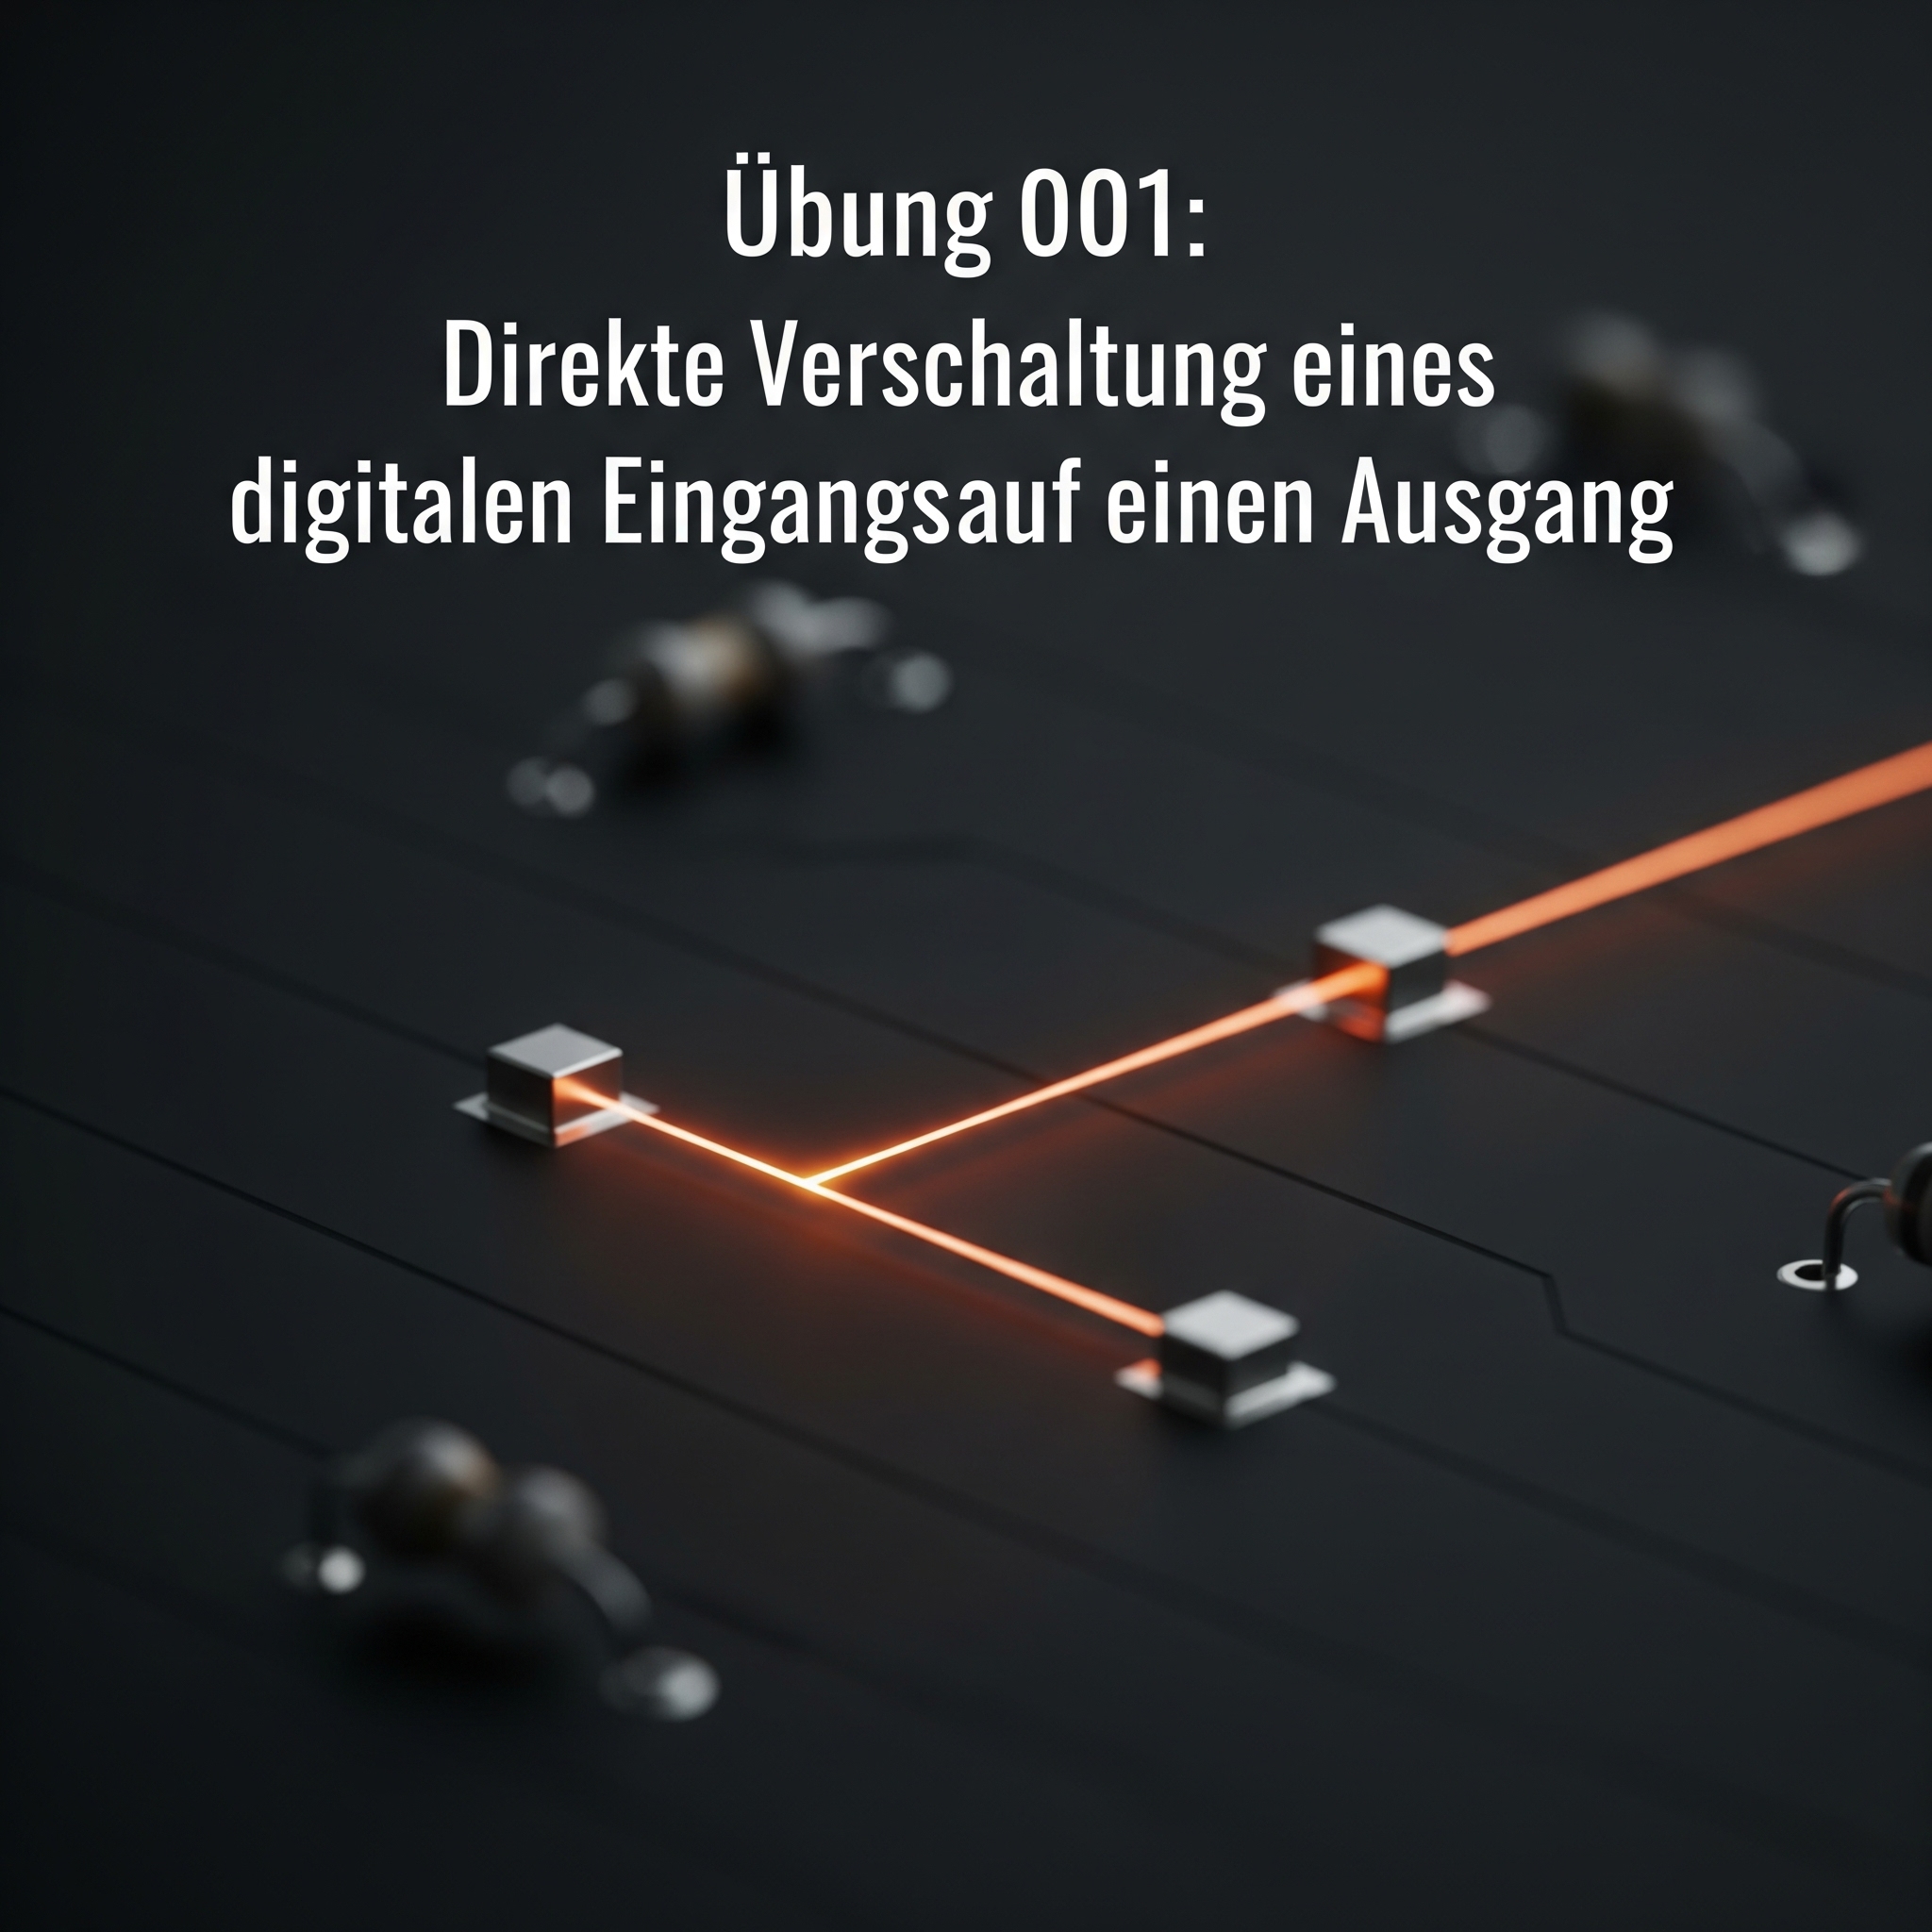 Übung 001:
Direkte Verschaltung eines
digitalen Eingangsauf einen Ausgang